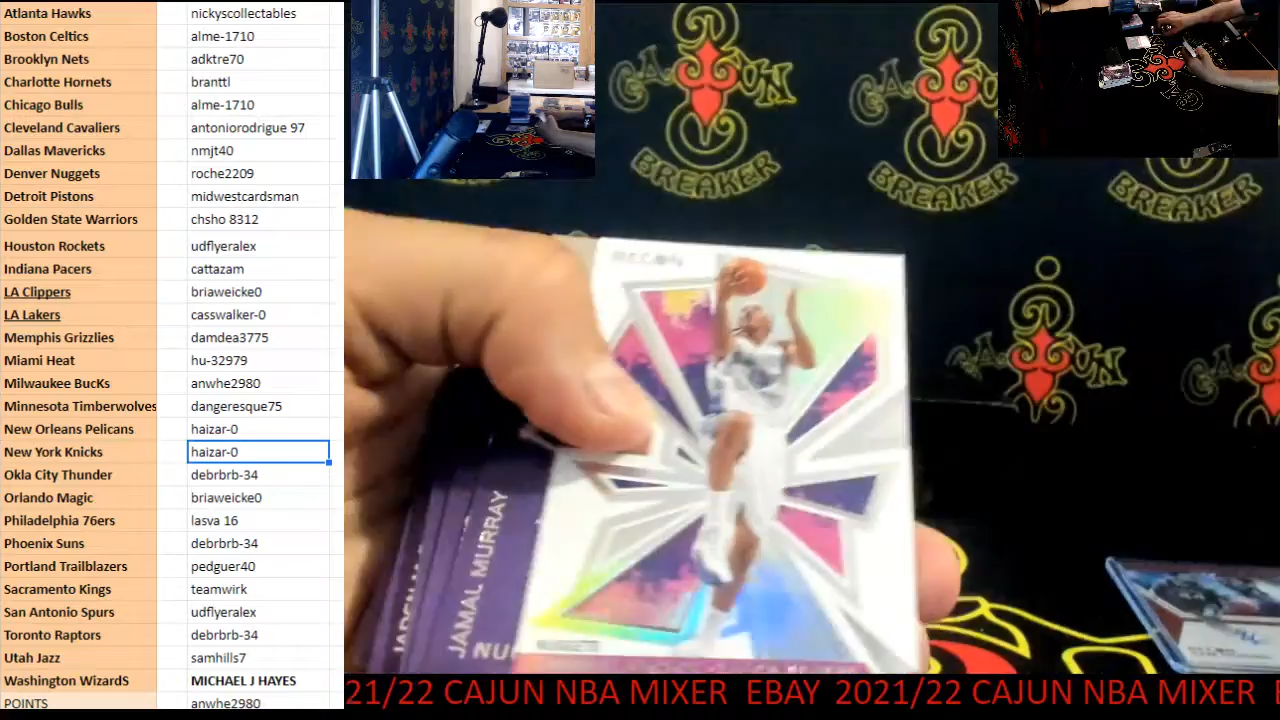 Atlanta Hawks nickyscollectables
Boston Celtics alme-1710
Brooklyn Nets adktre70
Charlotte Hornets branttl
Chicago Bulls alme-1710
Cleveland Cavaliers antoniorodrigue 97
Dallas Mavericks nmjt40
Denver Nuggets roche2209
Detroit Pistons midwestcardsman
Golden State Warriors chsho 8312
Houston Rockets udflyeralex
Indiana Pacers cattazam
LA Clippers briaweicke0
LA Lakers casswalker-0
Memphis Grizzlies damdea3775
Miami Heat hu-32979
Milwaukee BucKs anwhe2980
Minnesota Timberwolves dangeresque75
New Orleans Pelicans haizar-0
New York Knicks haizar-0
Okla City Thunder debrbrb-34
Orlando Magic briaweicke0
Philadelphia 76ers lasva 16
Phoenix Suns debrbrb-34
Portland Trailblazers pedguer40
Sacramento Kings teamwirk
San Antonio Spurs udflyeralex
Toronto Raptors debrbrb-34
Utah Jazz samhills7
Washington WizardS MICHAEL J HAYES
POINTS anwhe2980
CAJUN
BREAKER
CAJUN
BREAKER
BREAKER
RECON
JAMAL MURRAY
NUGGETS
21/22 CAJUN NBA MIXER EBAY 2021/22 CAJUN NBA MIXER